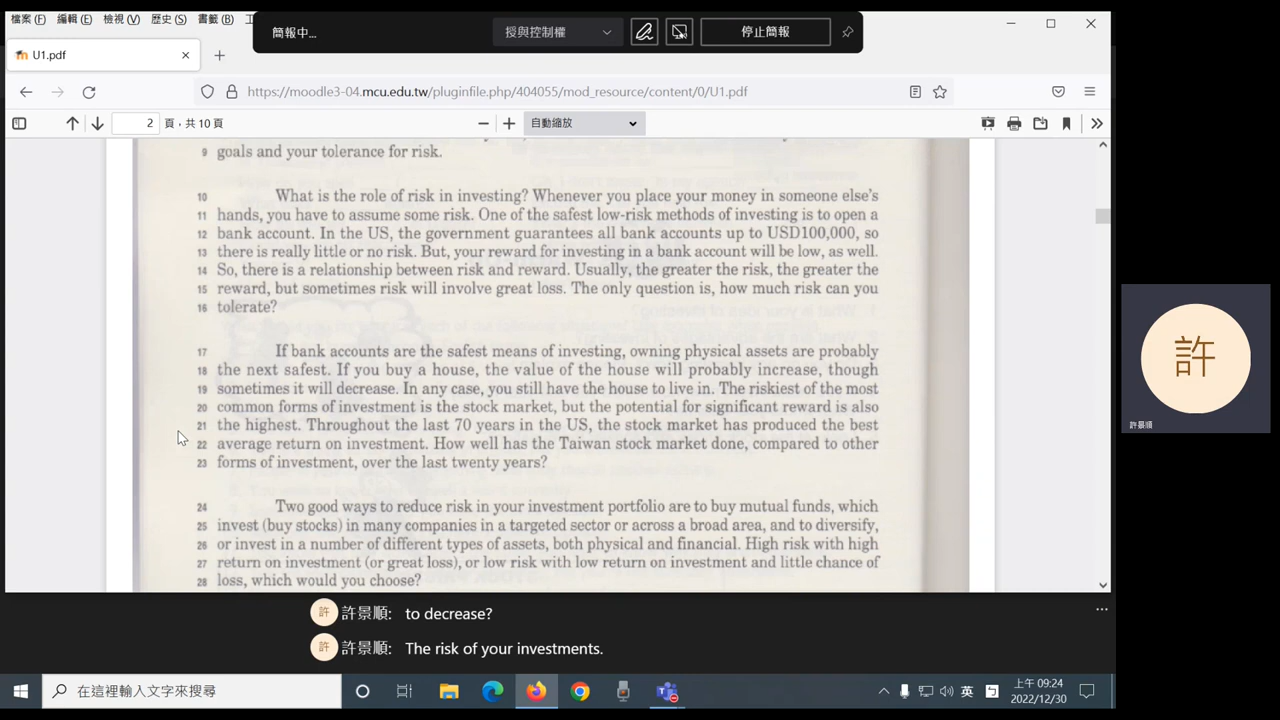 檔案(F) 編輯(E) 檢視(V) 歷史(S) 書籤(B)
簡報中...
授與控制權
停止簡報
U1.pdf
https://moodle3-04.mcu.edu.tw/pluginfile.php/404055/mod_resource/content/0/U1.pdf
2 頁，共 10 頁
自動縮放
9 goals and your tolerance for risk.
10 What is the role of risk in investing? Whenever you place your money in someone else's
11 hands, you have to assume some risk. One of the safest low-risk methods of investing is to open a
12 bank account. In the US, the government guarantees all bank accounts up to USD100,000, so
13 there is really little or no risk. But, your reward for investing in a bank account will be low, as well.
14 So, there is a relationship between risk and reward. Usually, the greater the risk, the greater the
15 reward, but sometimes risk will involve great loss. The only question is, how much risk can you
16 tolerate?
17 If bank accounts are the safest means of investing, owning physical assets are probably
18 the next safest. If you buy a house, the value of the house will probably increase, though
19 sometimes it will decrease. In any case, you still have the house to live in. The riskiest of the most
20 common forms of investment is the stock market, but the potential for significant reward is also
21 the highest. Throughout the last 70 years in the US, the stock market has produced the best
22 average return on investment. How well has the Taiwan stock market done, compared to other
23 forms of investment, over the last twenty years?
24 Two good ways to reduce risk in your investment portfolio are to buy mutual funds, which
25 invest (buy stocks) in many companies in a targeted sector or across a broad area, and to diversify,
26 or invest in a number of different types of assets, both physical and financial. High risk with high
27 return on investment (or great loss), or low risk with low return on investment and little chance of
28 loss, which would you choose?
許
許景順
許 許景順: to decrease?
許 許景順: The risk of your investments.
在這裡輸入文字來搜尋
英
上午 09:24
2022/12/30